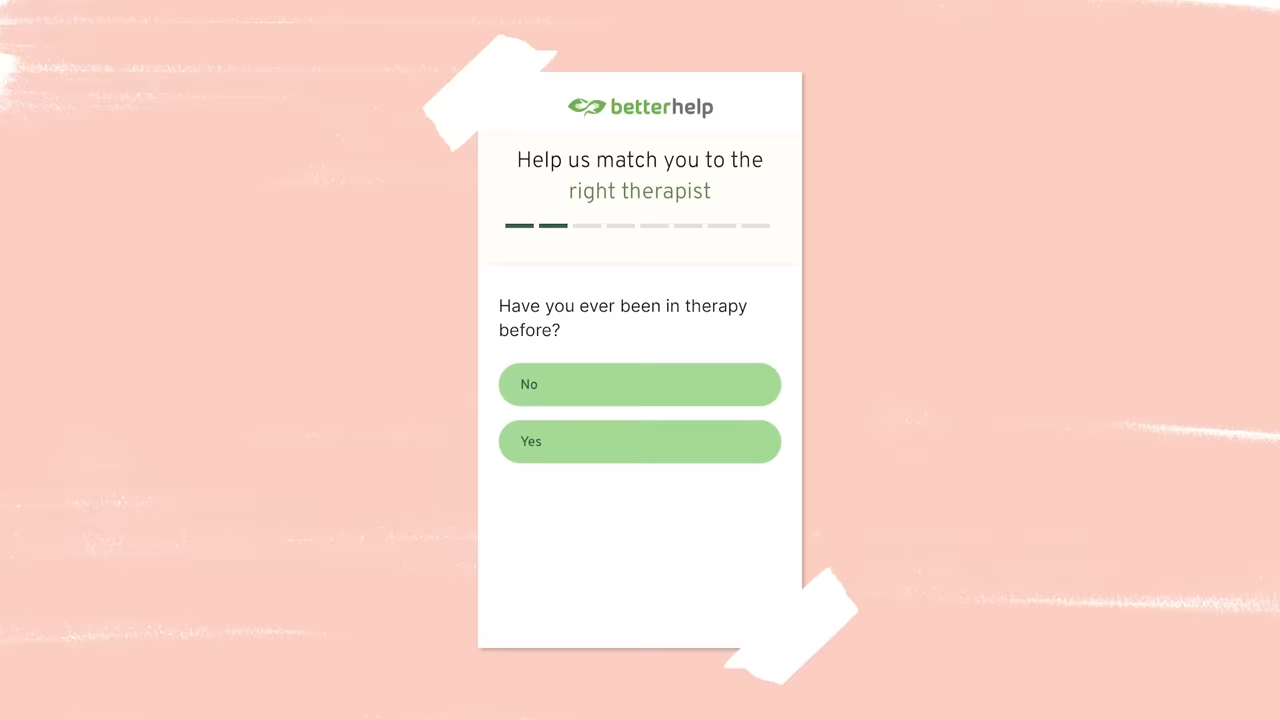 betterhelp
Help us match you to the
right therapist
Have you ever been in therapy
before?
No
Yes